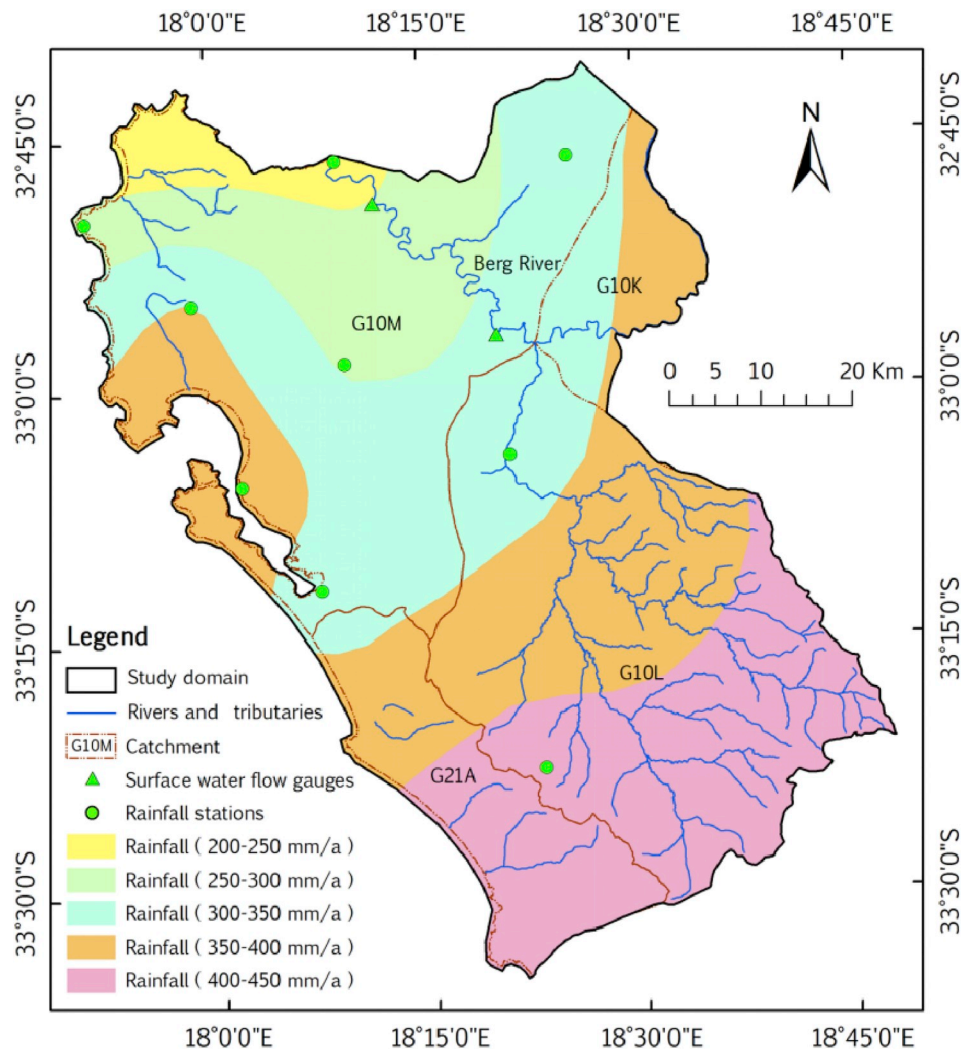 18°0'0"E 18°15'0"E 18°30'0"E 18°45'0"E
32°45'0"S
33°0'0"S
33°15'0"S
33°30'0"S
32°45'0"S
33°0'0"S
33°15'0"S
33°30'0"S
N
Berg River
G10K
G10M
0 5 10 20 Km
G10L
G21A
Legend
Study domain
Rivers and tributaries
G10M Catchment
Surface water flow gauges
Rainfall stations
Rainfall ( 200-250 mm/a )
Rainfall ( 250-300 mm/a )
Rainfall ( 300-350 mm/a )
Rainfall ( 350-400 mm/a )
Rainfall ( 400-450 mm/a )
18°0'0"E 18°15'0"E 18°30'0"E 18°45'0"E